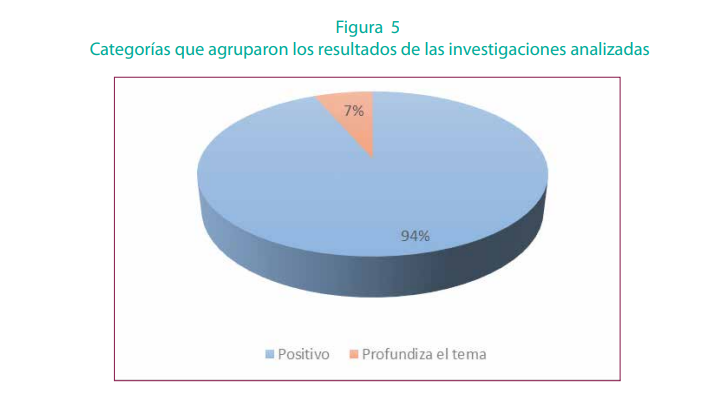 Figura 5
Categorías que agruparon los resultados de las investigaciones analizadas
7%
94%
Positivo Profundiza el tema